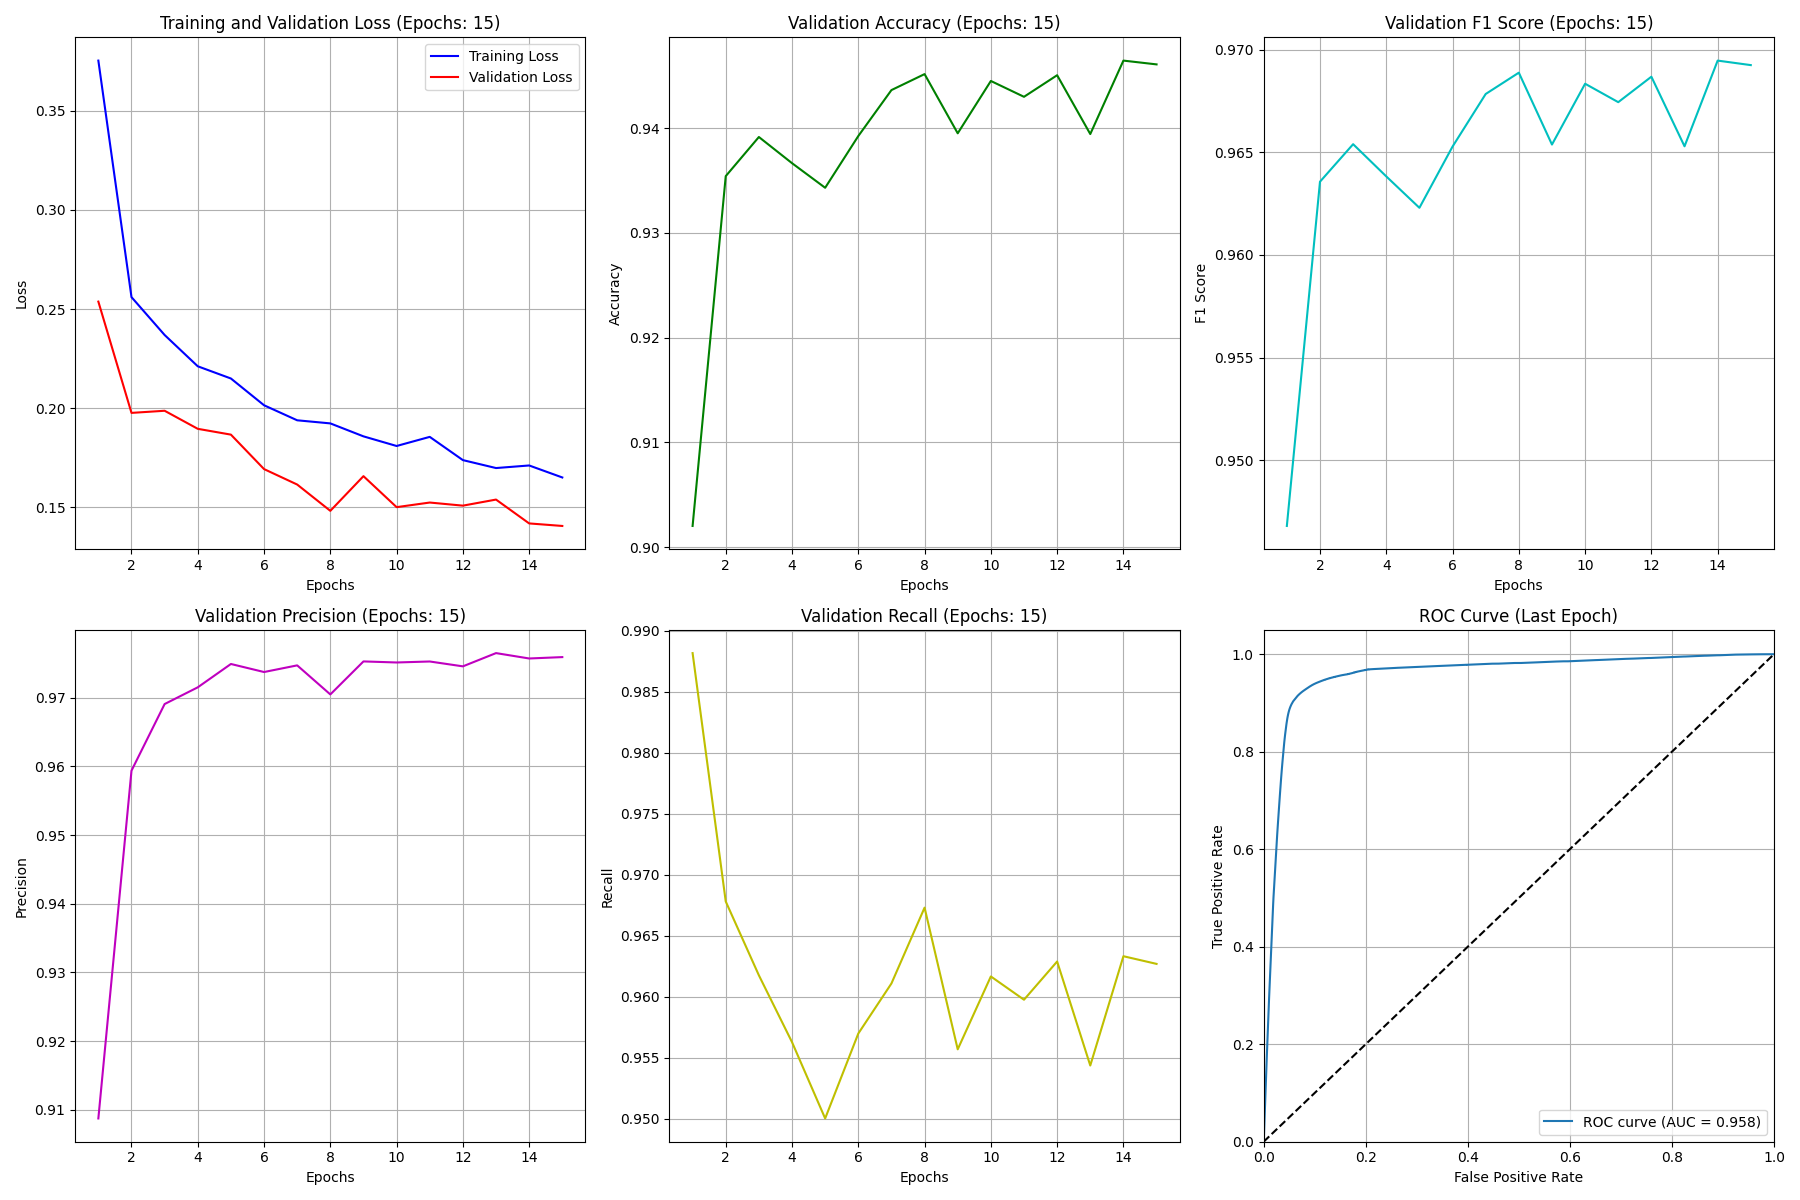 Training and Validation Loss (Epochs: 15)
Training Loss
Validation Loss
Loss
0.35
0.30
0.25
0.20
0.15
2 4 6 8 10 12 14
Epochs
Validation Accuracy (Epochs: 15)
Accuracy
0.94
0.93
0.92
0.91
0.90
2 4 6 8 10 12 14
Epochs
Validation F1 Score (Epochs: 15)
F1 Score
0.970
0.965
0.960
0.955
0.950
2 4 6 8 10 12 14
Epochs
Validation Precision (Epochs: 15)
Precision
0.97
0.96
0.95
0.94
0.93
0.92
0.91
2 4 6 8 10 12 14
Epochs
Validation Recall (Epochs: 15)
Recall
0.990
0.985
0.980
0.975
0.970
0.965
0.960
0.955
0.950
2 4 6 8 10 12 14
Epochs
ROC Curve (Last Epoch)
True Positive Rate
1.0
0.8
0.6
0.4
0.2
0.0
ROC curve (AUC = 0.958)
0.0 0.2 0.4 0.6 0.8 1.0
False Positive Rate